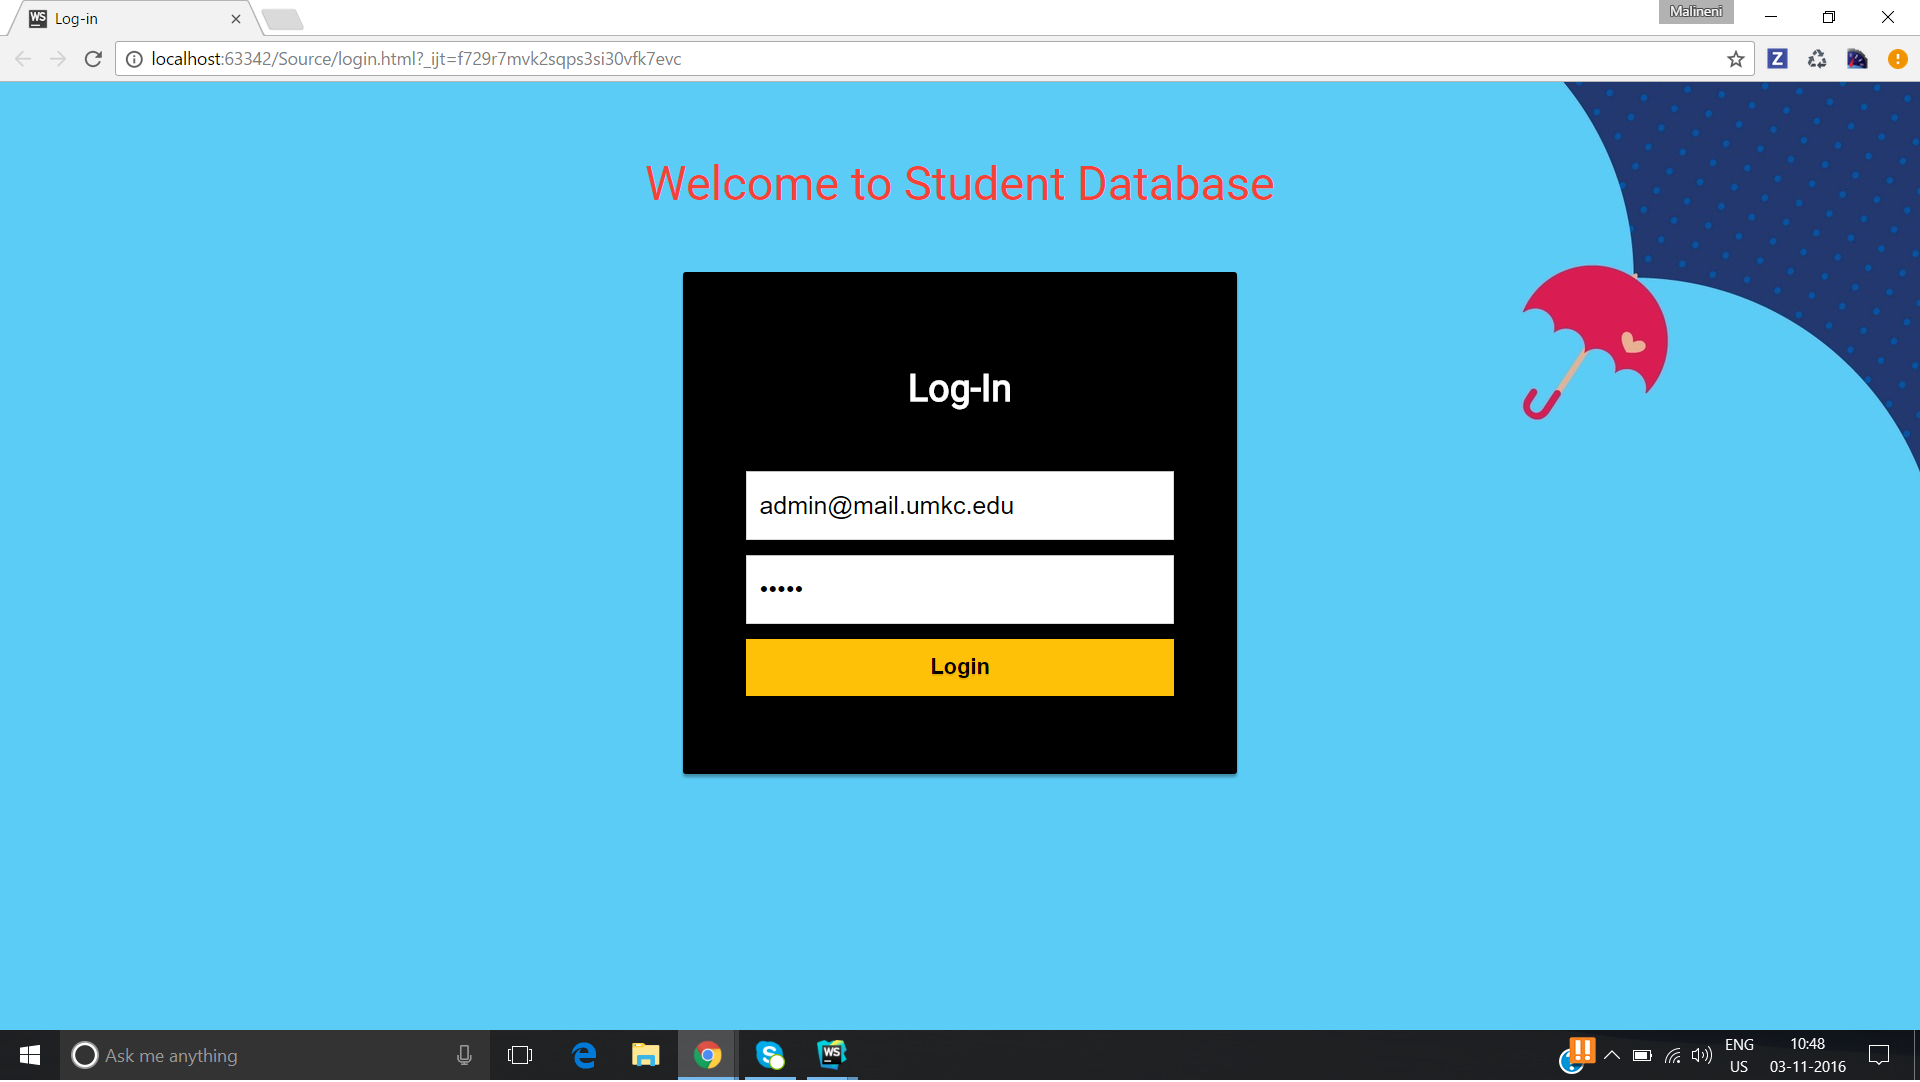 WS
Log-in
Malineni
localhost:63342/Source/login.html?_ijt=f729r7mvk2sqps3si30vfk7evc
Z
Welcome to Student Database
Log-In
admin@mail.umkc.edu
•••••
Login
Ask me anything
WS
ENG
US
10:48
03-11-2016